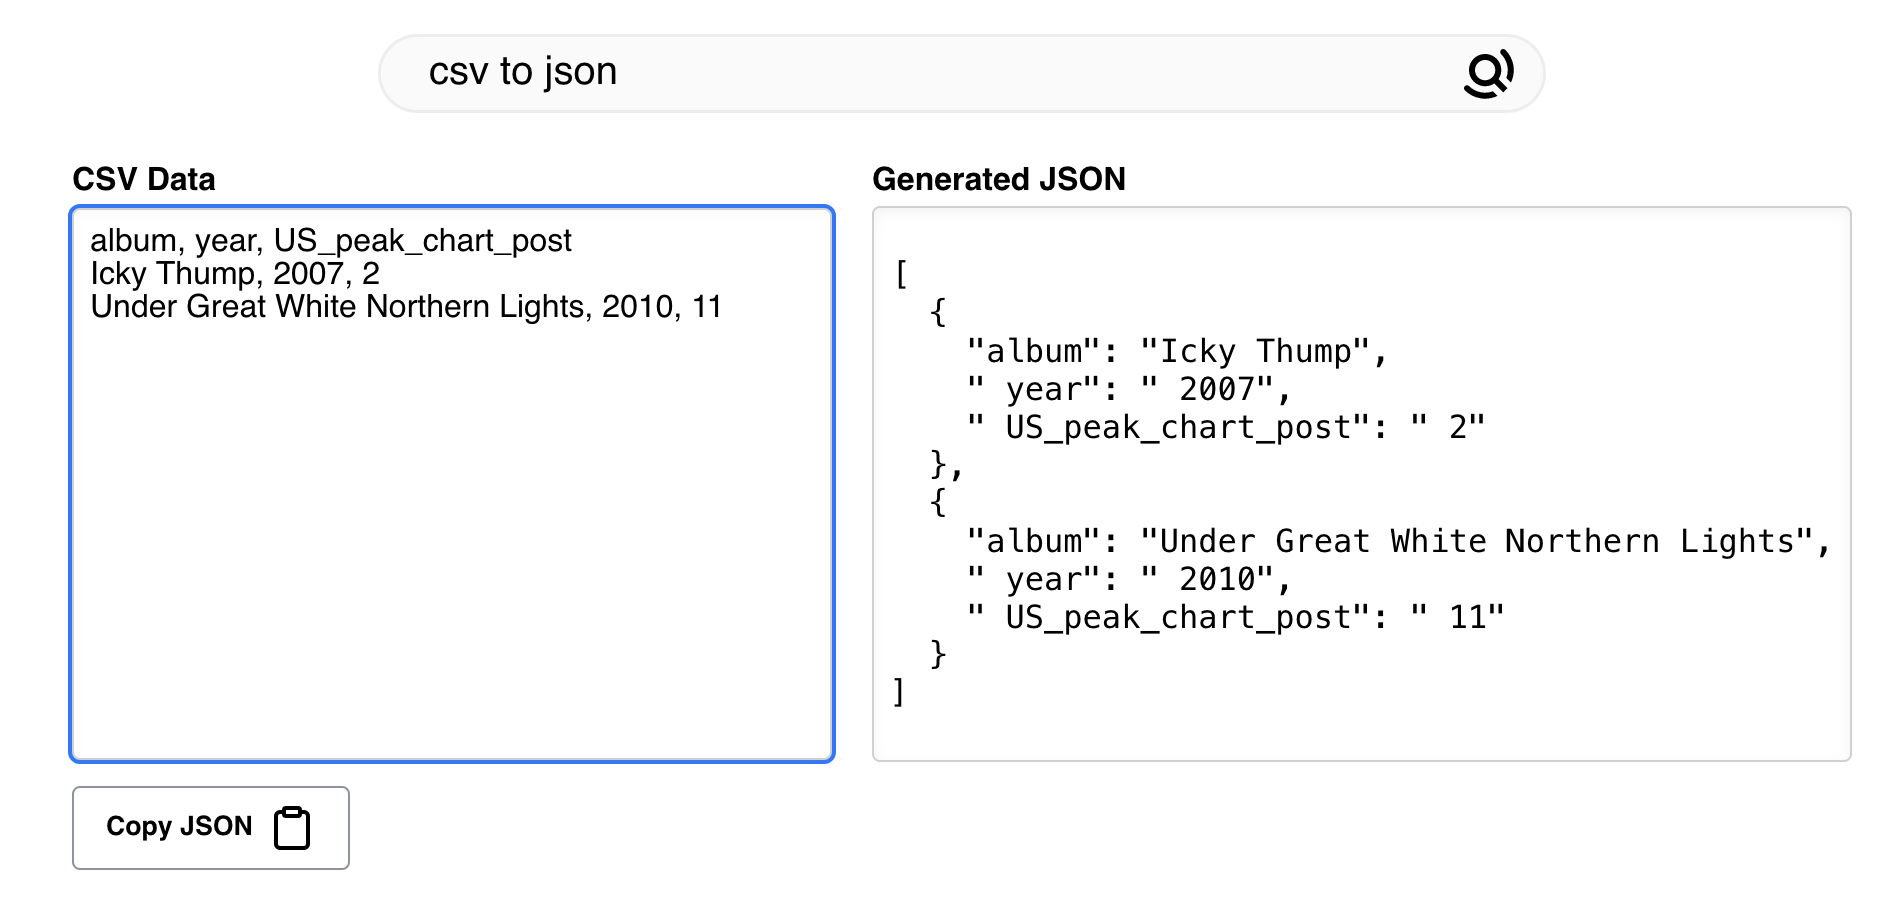 csv to json
CSV Data
album, year, US_peak_chart_post
Icky Thump, 2007, 2
Under Great White Northern Lights, 2010, 11
Copy JSON
Generated JSON
[
  {
    "album": "Icky Thump",
    " year": " 2007",
    " US_peak_chart_post": " 2"
  },
  {
    "album": "Under Great White Northern Lights",
    " year": " 2010",
    " US_peak_chart_post": " 11"
  }
]